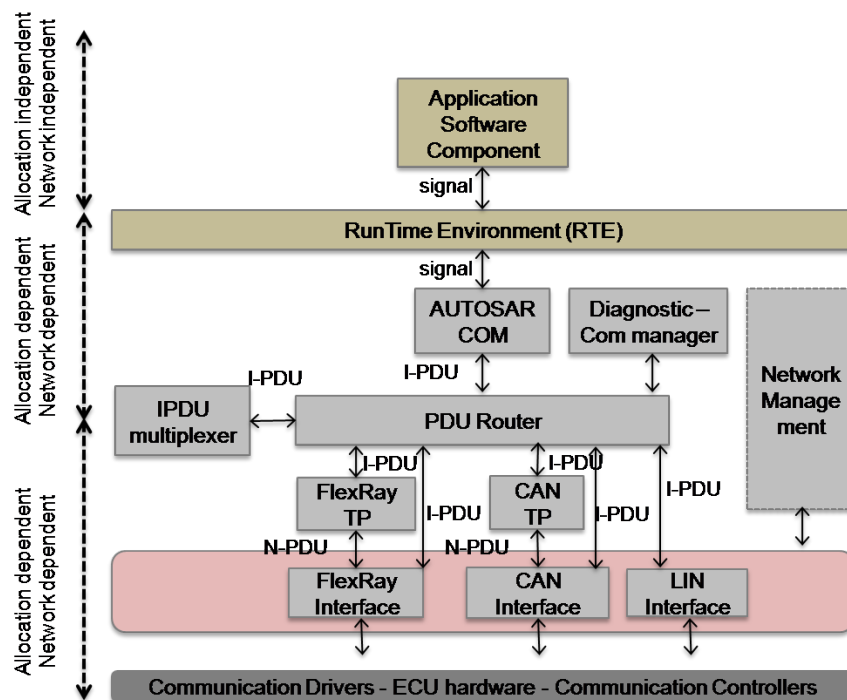 Allocation independent
Network independent
Application
Software
Component
signal
RunTime Environment (RTE)
signal
Allocation dependent
Network dependent
AUTOSAR
COM
Diagnostic–
Com manager
I-PDU
I-PDU
IPDU
multiplexer
PDU Router
Network
Manage
ment
I-PDU
I-PDU
I-PDU
FlexRay
TP
CAN
TP
I-PDU
I-PDU
N-PDU
N-PDU
Allocation dependent
Network dependent
FlexRay
Interface
CAN
Interface
LIN
Interface
Communication Drivers - ECU hardware - Communication Controllers